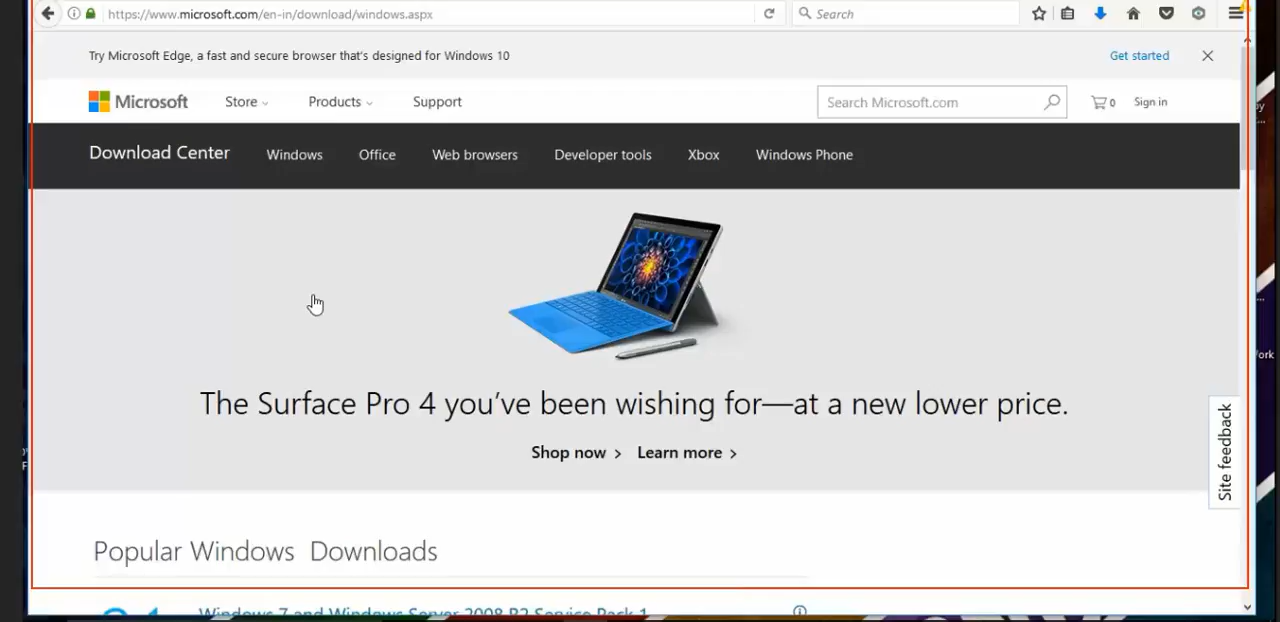 https://www.microsoft.com/en-in/download/windows.aspx
Search
Try Microsoft Edge, a fast and secure browser that's designed for Windows 10
Get started
Microsoft Store Products Support
Search Microsoft.com
0 Sign in
Download Center Windows Office Web browsers Developer tools Xbox Windows Phone
The Surface Pro 4 you've been wishing for—at a new lower price.
Shop now > Learn more >
Site feedback
Popular Windows Downloads
Windows 7 and Windows Server 2008 R2 Service Pack 1